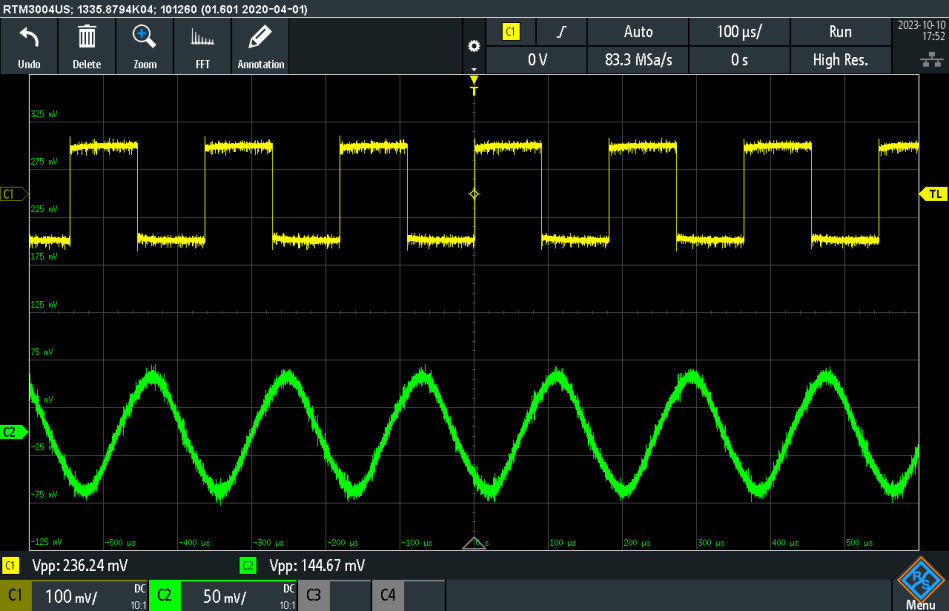 RTM3004US; 1335.8794K04; 101260 (01.601 2020-04-01)
Undo
Delete
Zoom
FFT
Annotation
C1
Auto
100 µs/
Run
2023-10-10
17:52
0 V
83.3 MSa/s
0 s
High Res.
T
325 mV
275 mV
C1
TL
225 mV
175 mV
125 mV
75 mV
25 mV
C2
-25 mV
-75 mV
-125 mV
-500 µs
-400 µs
-300 µs
-200 µs
-100 µs
0 s
100 µs
200 µs
300 µs
400 µs
500 µs
C1 Vpp: 236.24 mV
C2 Vpp: 144.67 mV
C1 100 mV/ DC 10:1
C2 50 mV/ DC 10:1
C3
C4
R/S
Menu